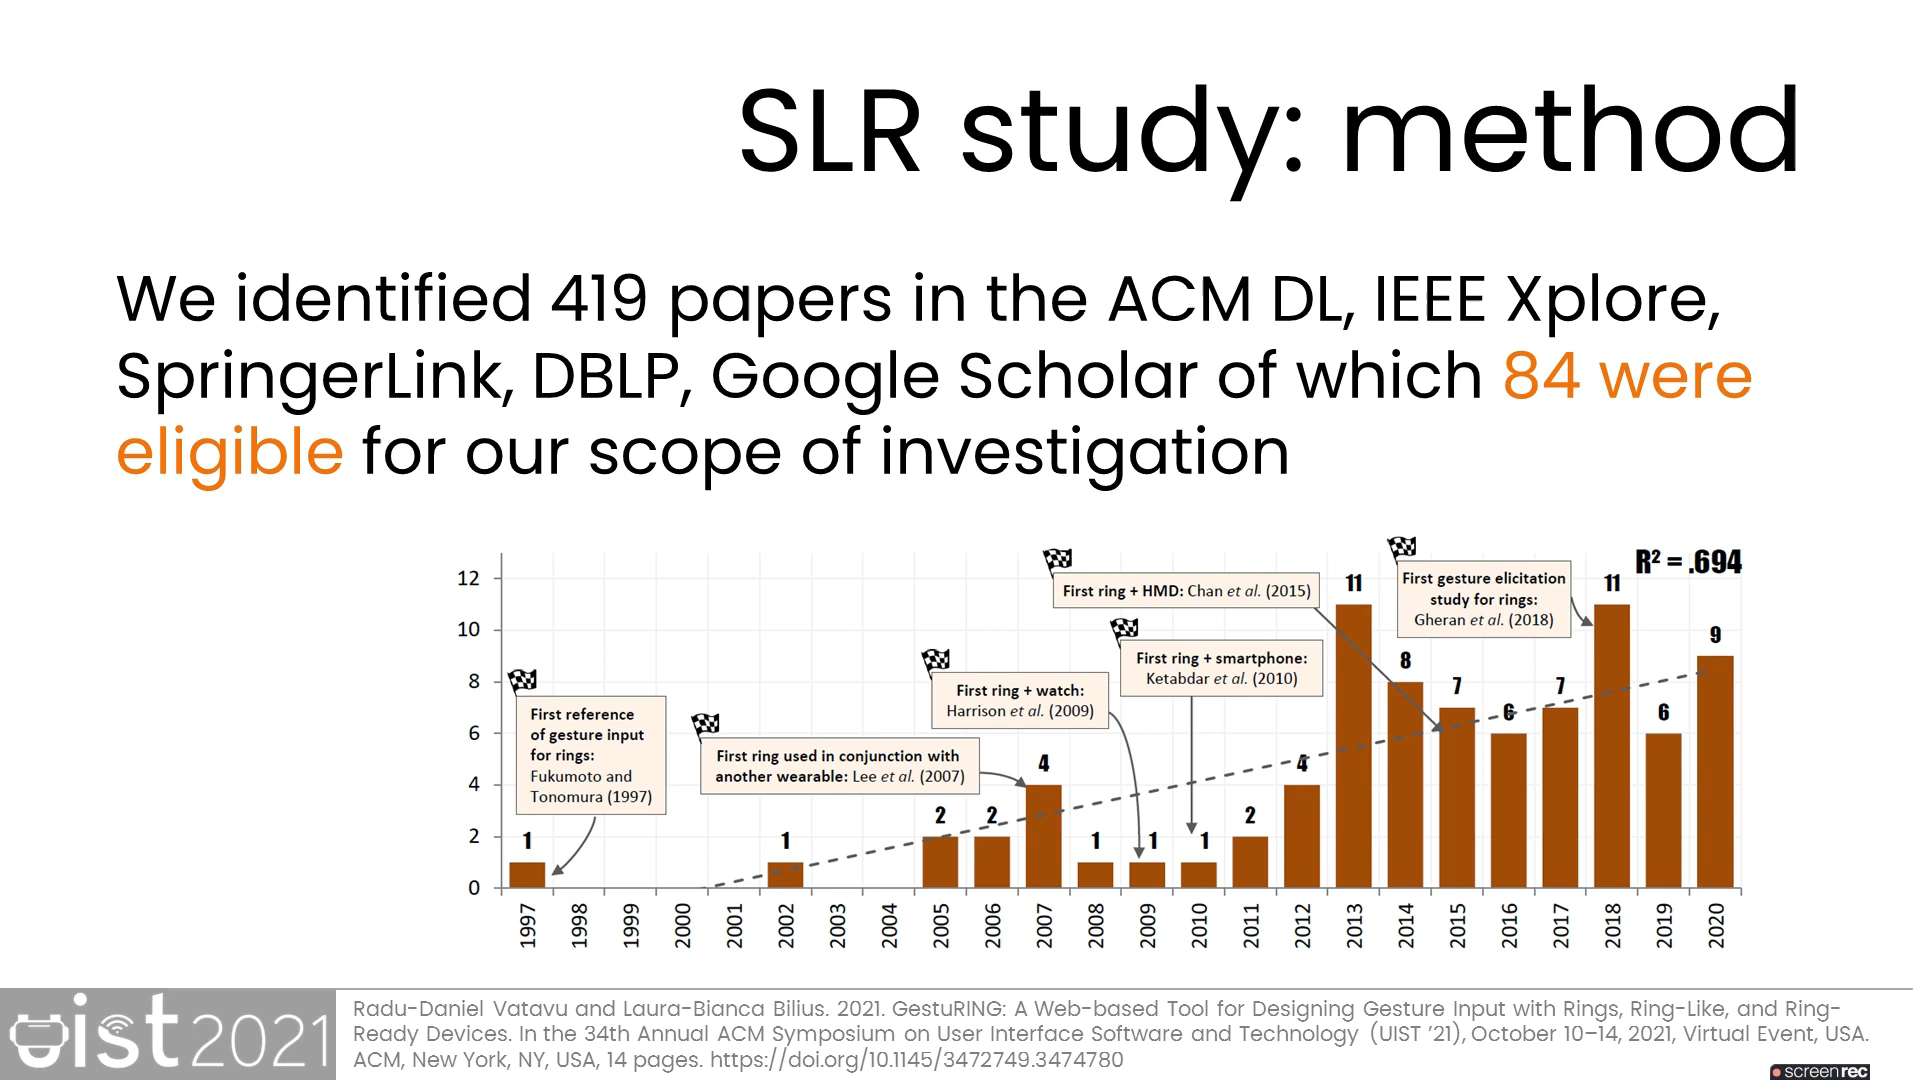 SLR study: method
We identified 419 papers in the ACM DL, IEEE Xplore,
SpringerLink, DBLP, Google Scholar of which 84 were
eligible for our scope of investigation
R² = .694
12
10
8
6
4
2
0
First reference
of gesture input
for rings:
Fukumoto and
Tonomura (1997)
First ring used in conjunction with
another wearable: Lee et al. (2007)
First ring + watch:
Harrison et al. (2009)
First ring + HMD: Chan et al. (2015)
First ring + smartphone:
Ketabdar et al. (2010)
First gesture elicitation
study for rings:
Gheran et al. (2018)
1
1
2
2
4
1
1
1
2
4
11
8
7
6
7
11
6
9
1997
1998
1999
2000
2001
2002
2003
2004
2005
2006
2007
2008
2009
2010
2011
2012
2013
2014
2015
2016
2017
2018
2019
2020
uist 2021
Radu-Daniel Vatavu and Laura-Bianca Bilius. 2021. GestuRING: A Web-based Tool for Designing Gesture Input with Rings, Ring-Like, and Ring-
Ready Devices. In the 34th Annual ACM Symposium on User Interface Software and Technology (UIST ’21), October 10–14, 2021, Virtual Event, USA.
ACM, New York, NY, USA, 14 pages. https://doi.org/10.1145/3472749.3474780
screenrec